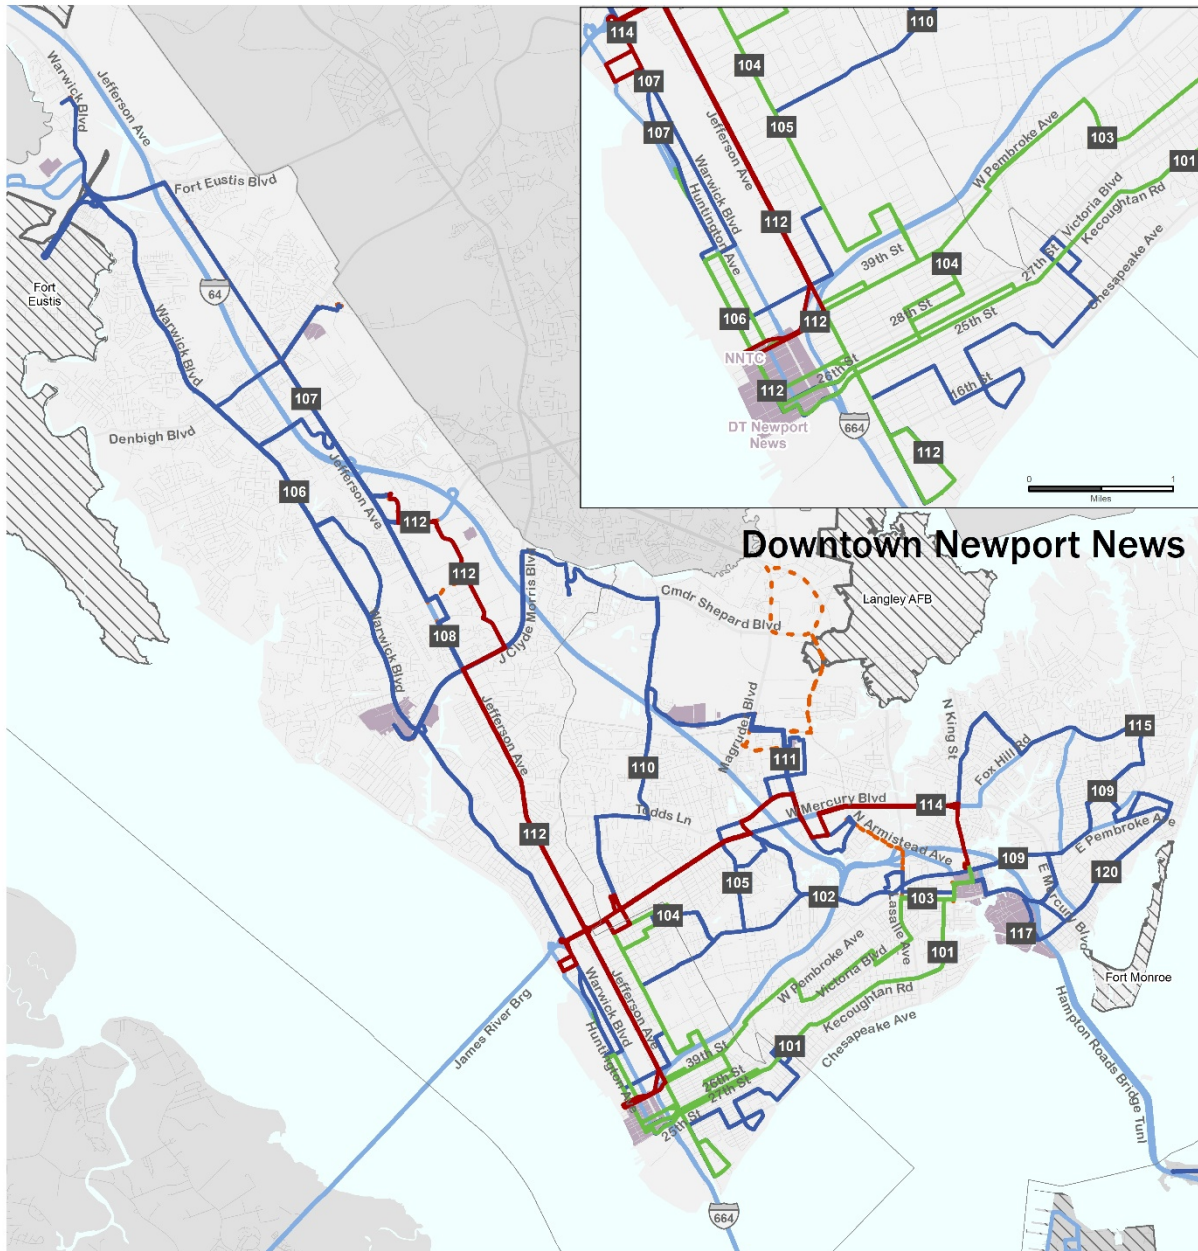 Warwick Blvd
Jefferson Ave
Fort Eustis Blvd
Fort
Eustis
64
Warwick Blvd
107
Denbigh Blvd
106
Jefferson Ave
112
112
108
J Clyde Morris Blv
Warwick Blvd
Jefferson Ave
112
114
107
107
104
105
110
Jefferson Ave
Warwick Blvd
Huntington Ave
W Pembroke Ave
103
101
Victoria Blvd
Kecoughtan Rd
Chesapeake Ave
112
39th St
104
27th St
28th St
25th St
106
112
NNTC
26th St
112
16th St
DT Newport
News
664
112
0
1
Miles
Downtown Newport News
Cmdr Shepard Blvd
Langley AFB
Magruder Blvd
N King St
Fox Hill Rd
115
111
110
109
Todds Ln
W Mercury Blvd
114
N Armistead Ave
E Pembroke Ave
109
105
102
103
E Mercury Blvd
120
104
Lasalle Ave
101
117
W Pembroke Ave
Victoria Blvd
Kecoughtan Rd
Chesapeake Ave
Fort Monroe
Hampton Roads Bridge Tunl
James River Brg
Warwick Blvd
Jefferson Ave
Huntington Ave
39th St
101
26th St
27th St
25th St
664